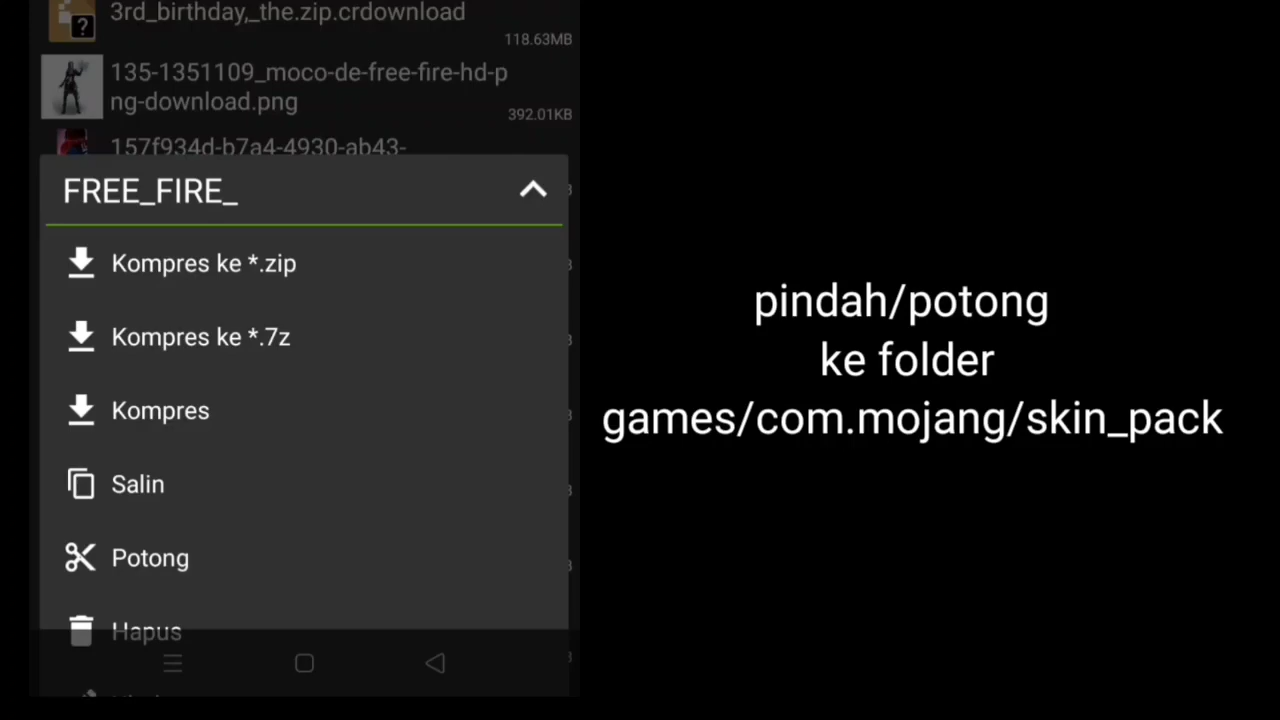 3rd_birthday,_the.zip.crdownload
118.63MB
135-1351109_moco-de-free-fire-hd-p
ng-download.png
392.01KB
157f934d-b7a4-4930-ab43-
FREE_FIRE_
Kompres ke *.zip
Kompres ke *.7z
Kompres
Salin
Potong
Hapus
pindah/potong
ke folder
games/com.mojang/skin_pack